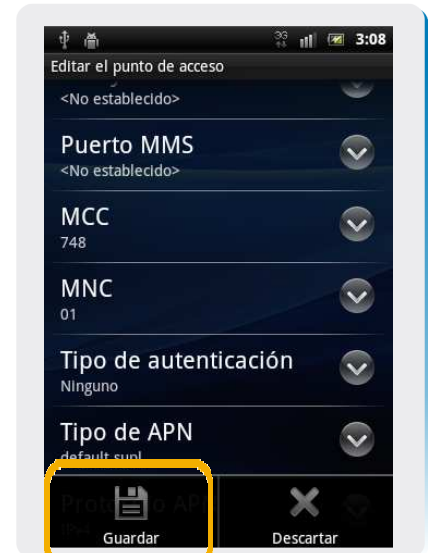 3G 3:08
Editar el punto de acceso
<No establecido>
Puerto MMS
<No establecido>
MCC
748
MNC
01
Tipo de autenticación
Ninguno
Tipo de APN
default supl
Guardar Descartar